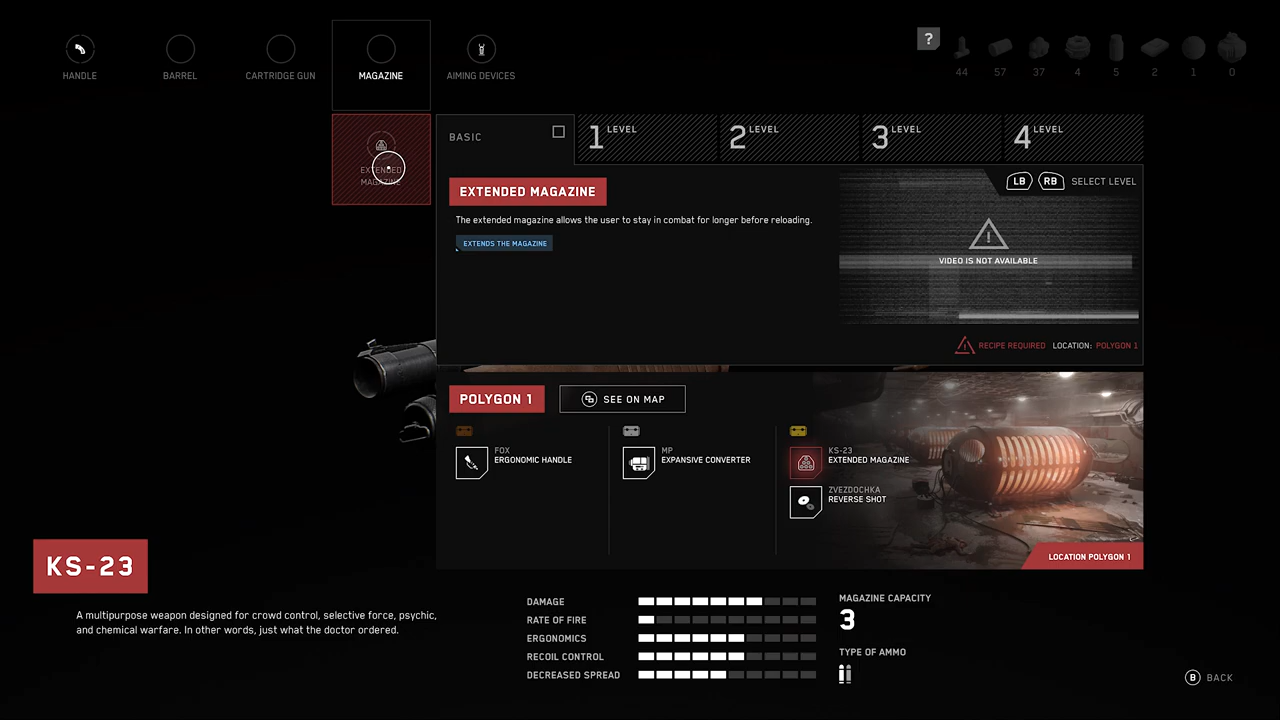 HANDLE
BARREL
CARTRIDGE GUN
MAGAZINE
AIMING DEVICES
?
44
57
37
4
5
2
1
0
EXTENDED
MAGAZINE
BASIC
1 LEVEL
2 LEVEL
3 LEVEL
4 LEVEL
EXTENDED MAGAZINE
LB RB SELECT LEVEL
The extended magazine allows the user to stay in combat for longer before reloading.
EXTENDS THE MAGAZINE
VIDEO IS NOT AVAILABLE
RECIPE REQUIRED LOCATION: POLYGON 1
POLYGON 1
SEE ON MAP
FOX
ERGONOMIC HANDLE
MP
EXPANSIVE CONVERTER
KS-23
EXTENDED MAGAZINE
ZVEZDOCHKA
REVERSE SHOT
LOCATION POLYGON 1
KS-23
A multipurpose weapon designed for crowd control, selective force, psychic,
and chemical warfare. In other words, just what the doctor ordered.
DAMAGE
RATE OF FIRE
ERGONOMICS
RECOIL CONTROL
DECREASED SPREAD
MAGAZINE CAPACITY
3
TYPE OF AMMO
B BACK